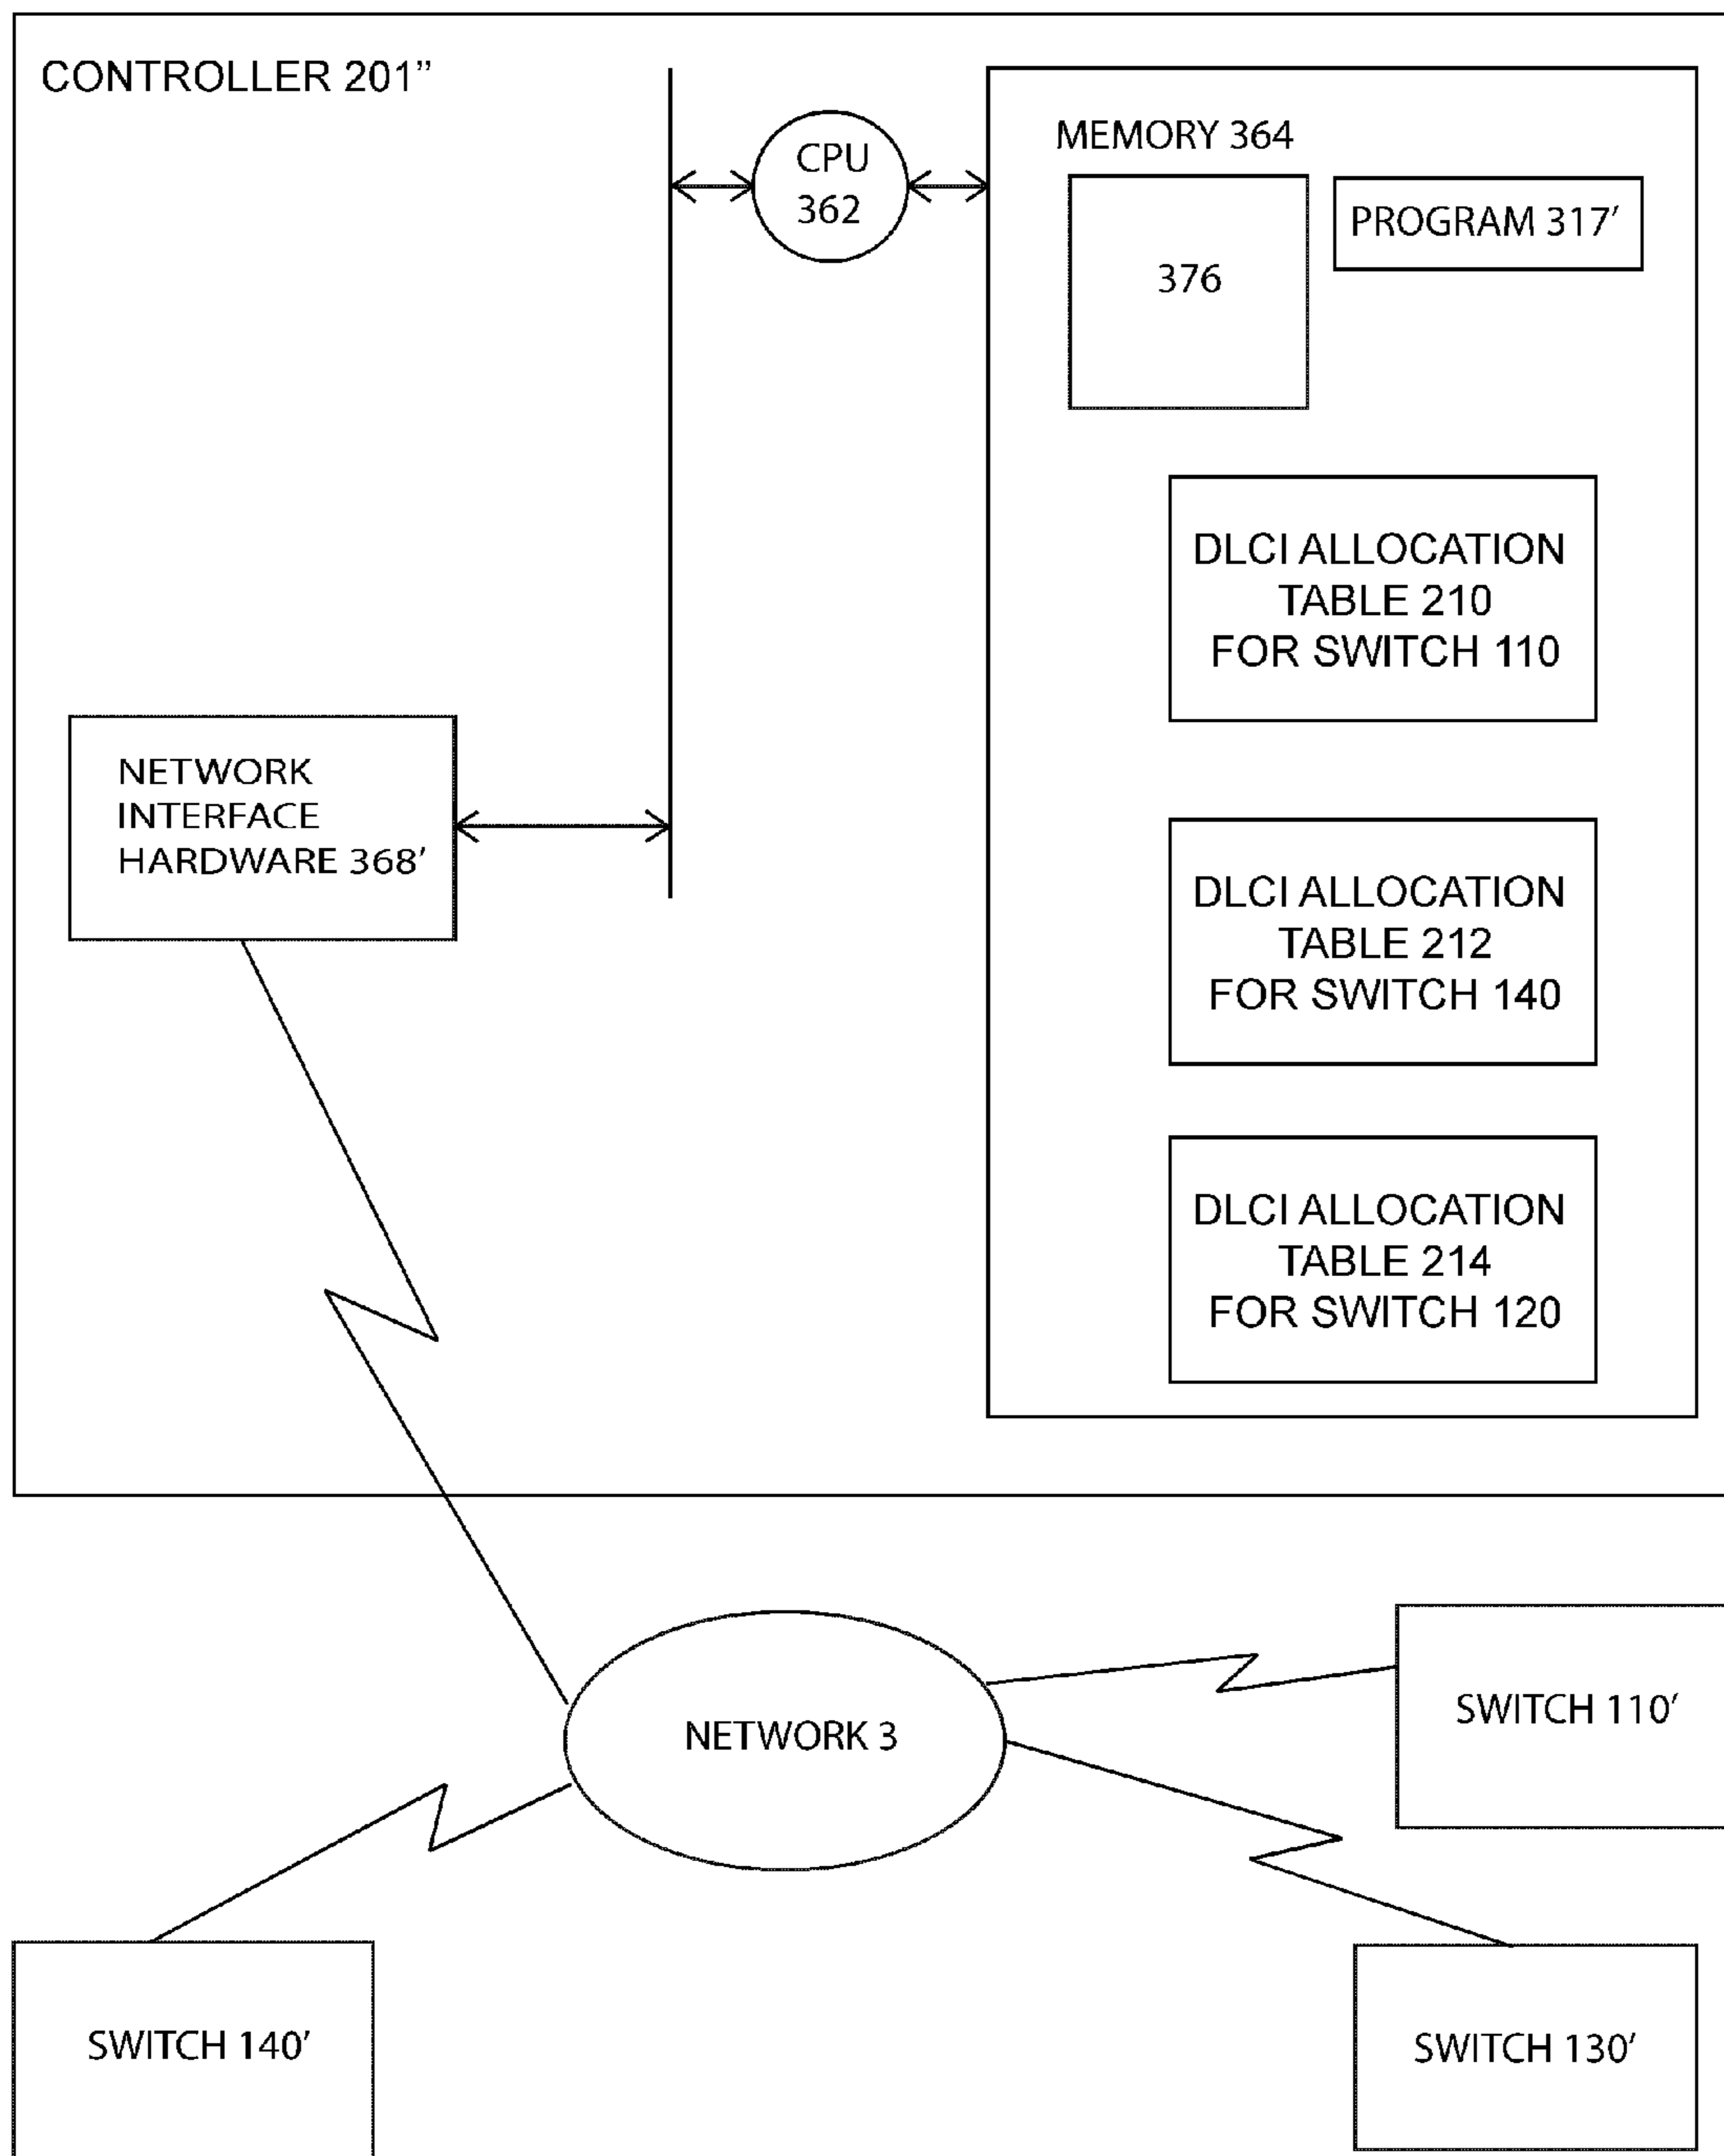 CONTROLLER 201”
CPU
362
MEMORY 364
376
PROGRAM 317′
DLCI ALLOCATION
TABLE 210
FOR SWITCH 110
NETWORK
INTERFACE
HARDWARE 368’
DLCI ALLOCATION
TABLE 212
FOR SWITCH 140
DLCI ALLOCATION
TABLE 214
FOR SWITCH 120
NETWORK 3
SWITCH 110′
SWITCH 140′
SWITCH 130′